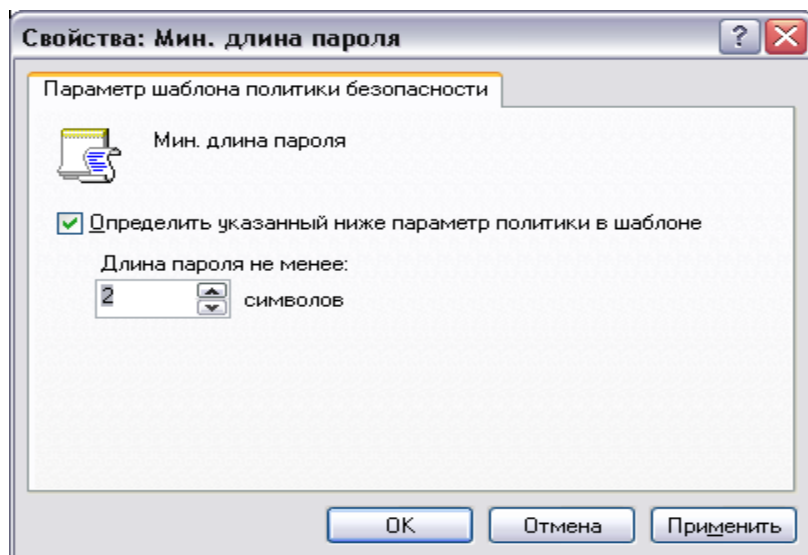 Свойства: Мин. длина пароля
Параметр шаблона политики безопасности
Мин. длина пароля
Определить указанный ниже параметр политики в шаблоне
Длина пароля не менее:
2 символов
ОК Отмена Применить